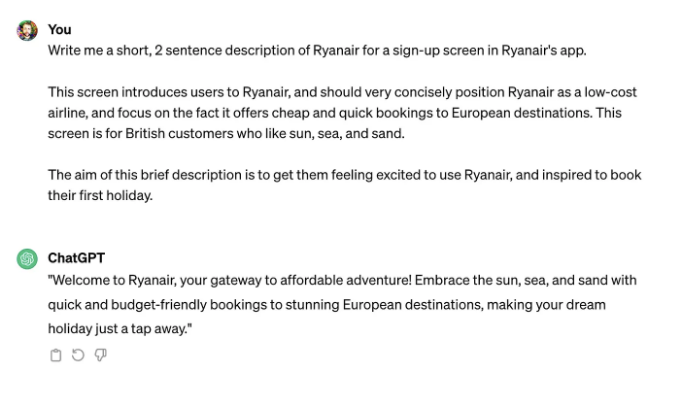 You
Write me a short, 2 sentence description of Ryanair for a sign-up screen in Ryanair's app.
This screen introduces users to Ryanair, and should very concisely position Ryanair as a low-cost
airline, and focus on the fact it offers cheap and quick bookings to European destinations. This
screen is for British customers who like sun, sea, and sand.
The aim of this brief description is to get them feeling excited to use Ryanair, and inspired to book
their first holiday.
ChatGPT
"Welcome to Ryanair, your gateway to affordable adventure! Embrace the sun, sea, and sand with
quick and budget-friendly bookings to stunning European destinations, making your dream
holiday just a tap away."